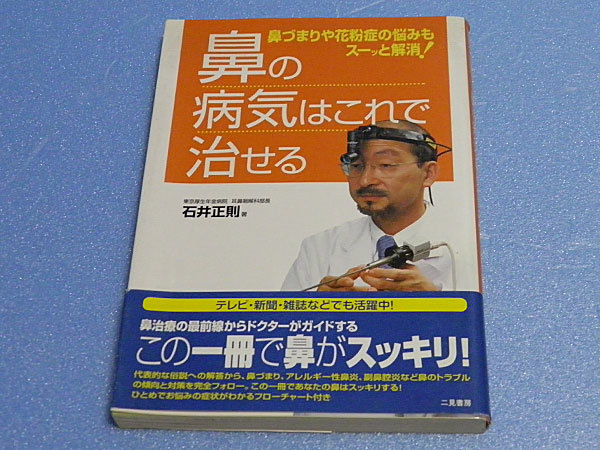 鼻づまりや花粉症の悩みも
スーッと解消!
鼻の
病気はこれで
治せる
東京厚生年金病院 耳鼻咽喉科部長
石井正則 著
テレビ・新聞・雑誌などでも活躍中!
鼻治療の最前線からドクターがガイドする
この一冊で鼻がスッキリ!
代表的な俗説への解答から、鼻づまり、アレルギー性鼻炎、副鼻腔炎など鼻のトラブル
の傾向と対策を完全フォロー。この一冊であなたの鼻はスッキリする!
ひとめでお悩みの症状がわかるフローチャート付き
二見書房